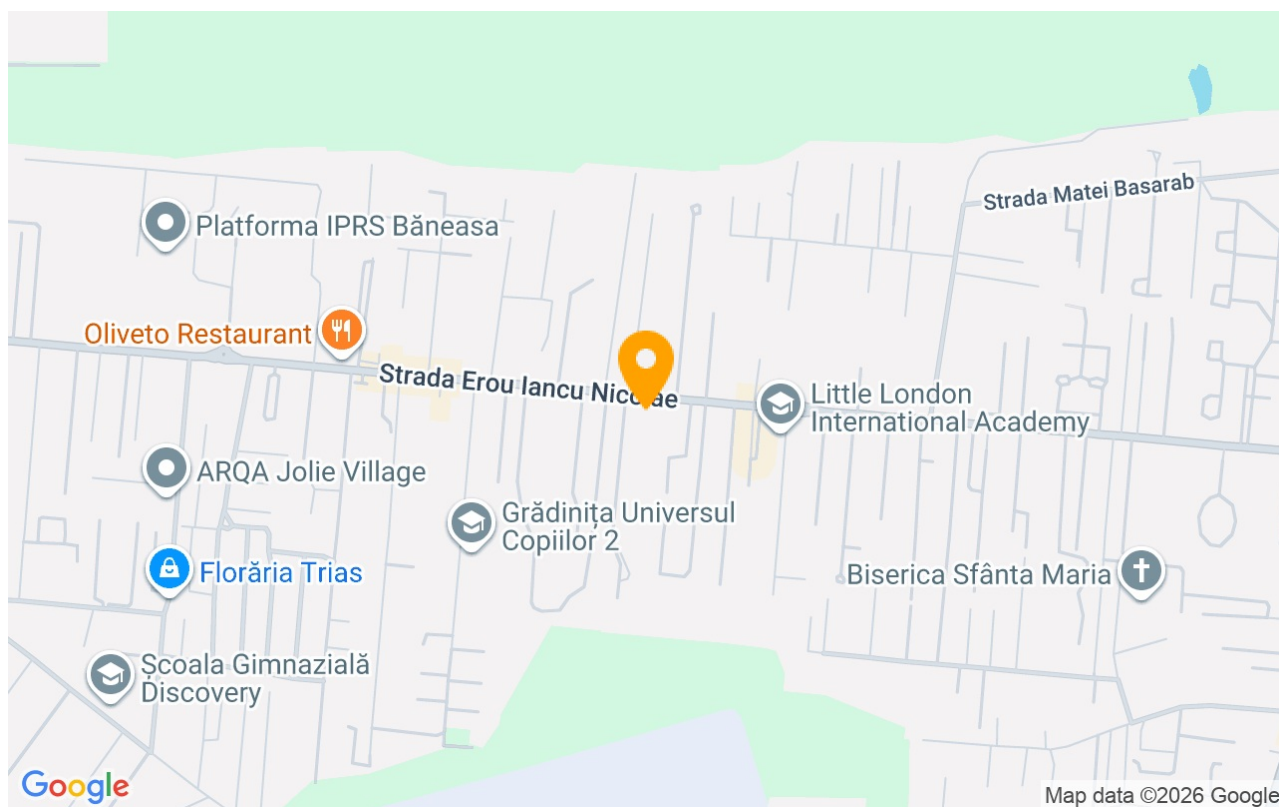 Strada Matei Basarab
Platforma IPRS Băneasa
Oliveto Restaurant
Strada Erou Iancu Nicolae
Little London
International Academy
ARQA Jolie Village
Grădinița Universul
Copiilor 2
Florăria Trias
Biserica Sfânta Maria
Școala Gimnazială
Discovery
Google
Map data ©2026 Google